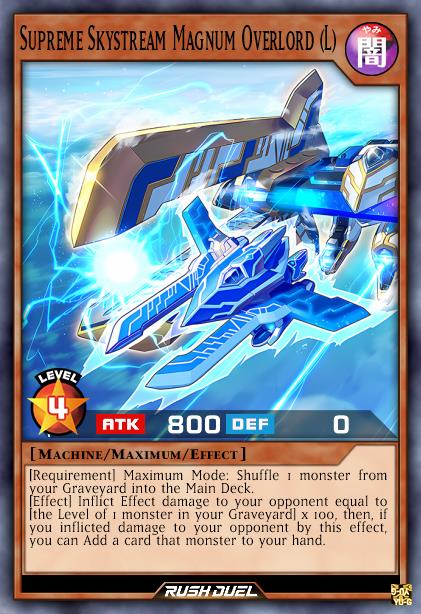 Supreme Skystream Magnum Overlord (L)
やみ
闇
LEVEL
4
ATK 800 DEF 0
[Machine/Maximum/Effect]
[Requirement] Maximum Mode: Shuffle 1 monster from
your Graveyard into the Main Deck.
[Effect] Inflict Effect damage to your opponent equal to
[the Level of 1 monster in your Graveyard] x 100, then, if
you inflicted damage to your opponent by this effect,
you can Add a card that monster to your hand.
RUSH DUEL